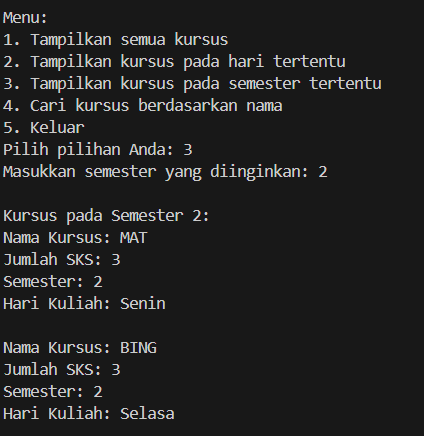 Menu:
1. Tampilkan semua kursus
2. Tampilkan kursus pada hari tertentu
3. Tampilkan kursus pada semester tertentu
4. Cari kursus berdasarkan nama
5. Keluar
Pilih pilihan Anda: 3
Masukkan semester yang diinginkan: 2
Kursus pada Semester 2:
Nama Kursus: MAT
Jumlah SKS: 3
Semester: 2
Hari Kuliah: Senin
Nama Kursus: BING
Jumlah SKS: 3
Semester: 2
Hari Kuliah: Selasa